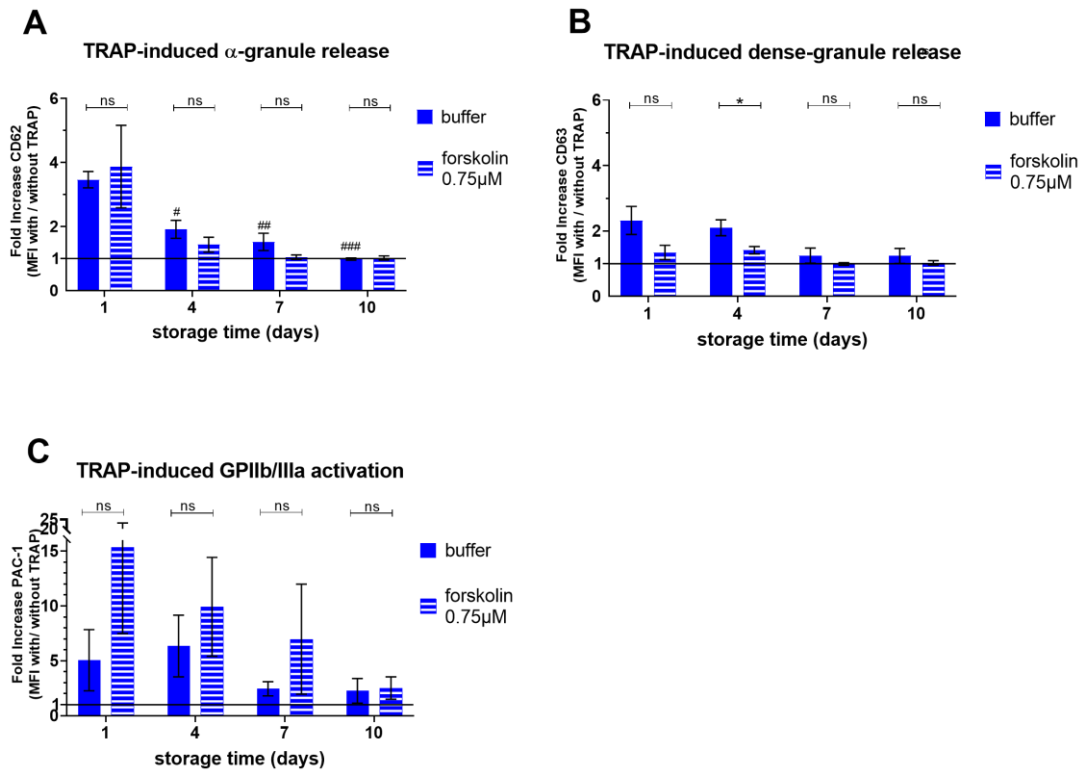 A
TRAP-induced α-granule release
Fold Increase CD62
(MFI with / without TRAP)
6
4
2
1
0
ns
ns
ns
ns
#
##
###
1
4
7
10
storage time (days)
buffer
forskolin
0.75µM
B
TRAP-induced dense-granule release
Fold Increase CD63
(MFI with / without TRAP)
6
4
2
1
0
ns
*
ns
ns
1
4
7
10
storage time (days)
buffer
forskolin
0.75µM
C
TRAP-induced GPIIb/IIIa activation
Fold Increase PAC-1
(MFI with/ without TRAP)
25
20
15
10
5
1
0
ns
ns
ns
ns
1
4
7
10
storage time (days)
buffer
forskolin
0.75µM